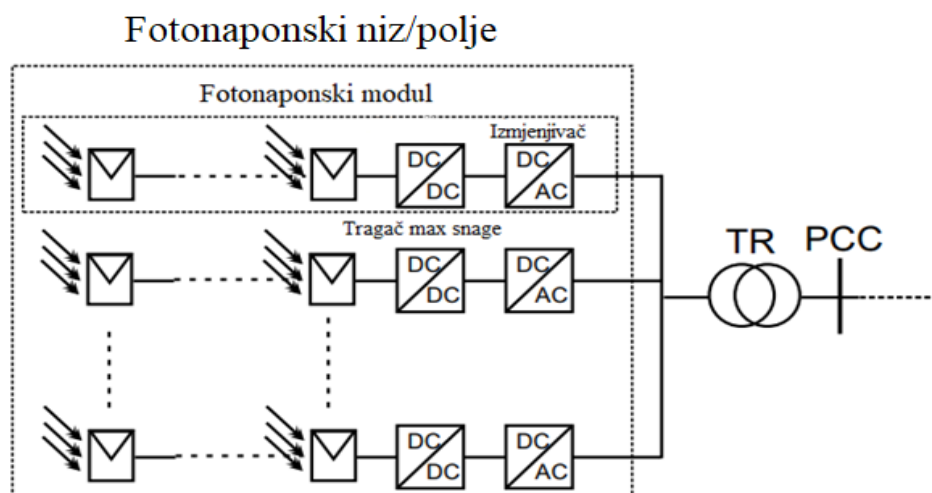 Fotonaponski niz/polje
Fotonaponski modul
Izmjenjivač
DC
DC
DC
AC
Tragač max snage
TR
PCC
DC
DC
DC
AC
DC
DC
DC
AC